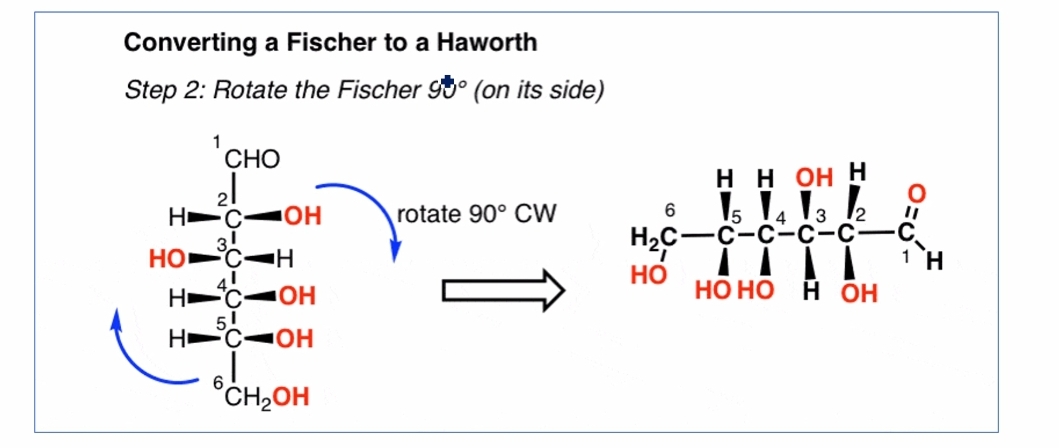 Converting a Fischer to a Haworth
Step 2: Rotate the Fischer 90° (on its side)
1
CHO
2
H C OH
3
HO C H
4
H C OH
5
H C OH
6
CH₂OH
rotate 90° CW
H H OH H O
6 5 4 3 2
H₂C C C C C C
1 H
HO HO HO H OH